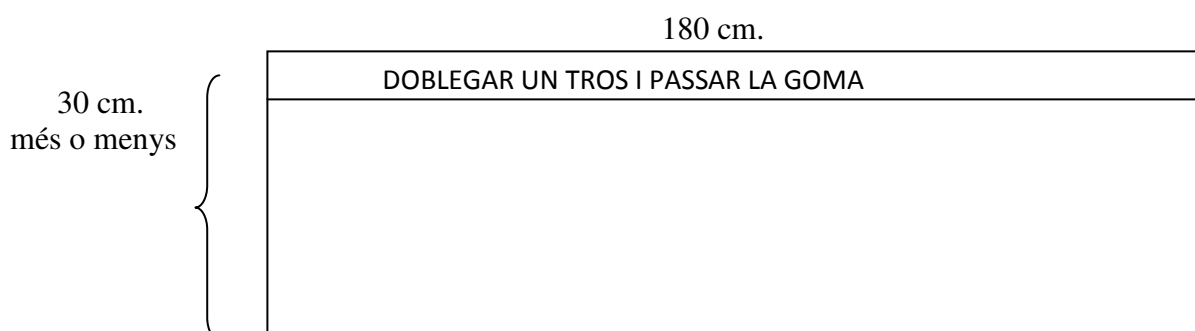 180 cm.
DOBLEGAR UN TROS I PASSAR LA GOMA
30 cm.
més o menys